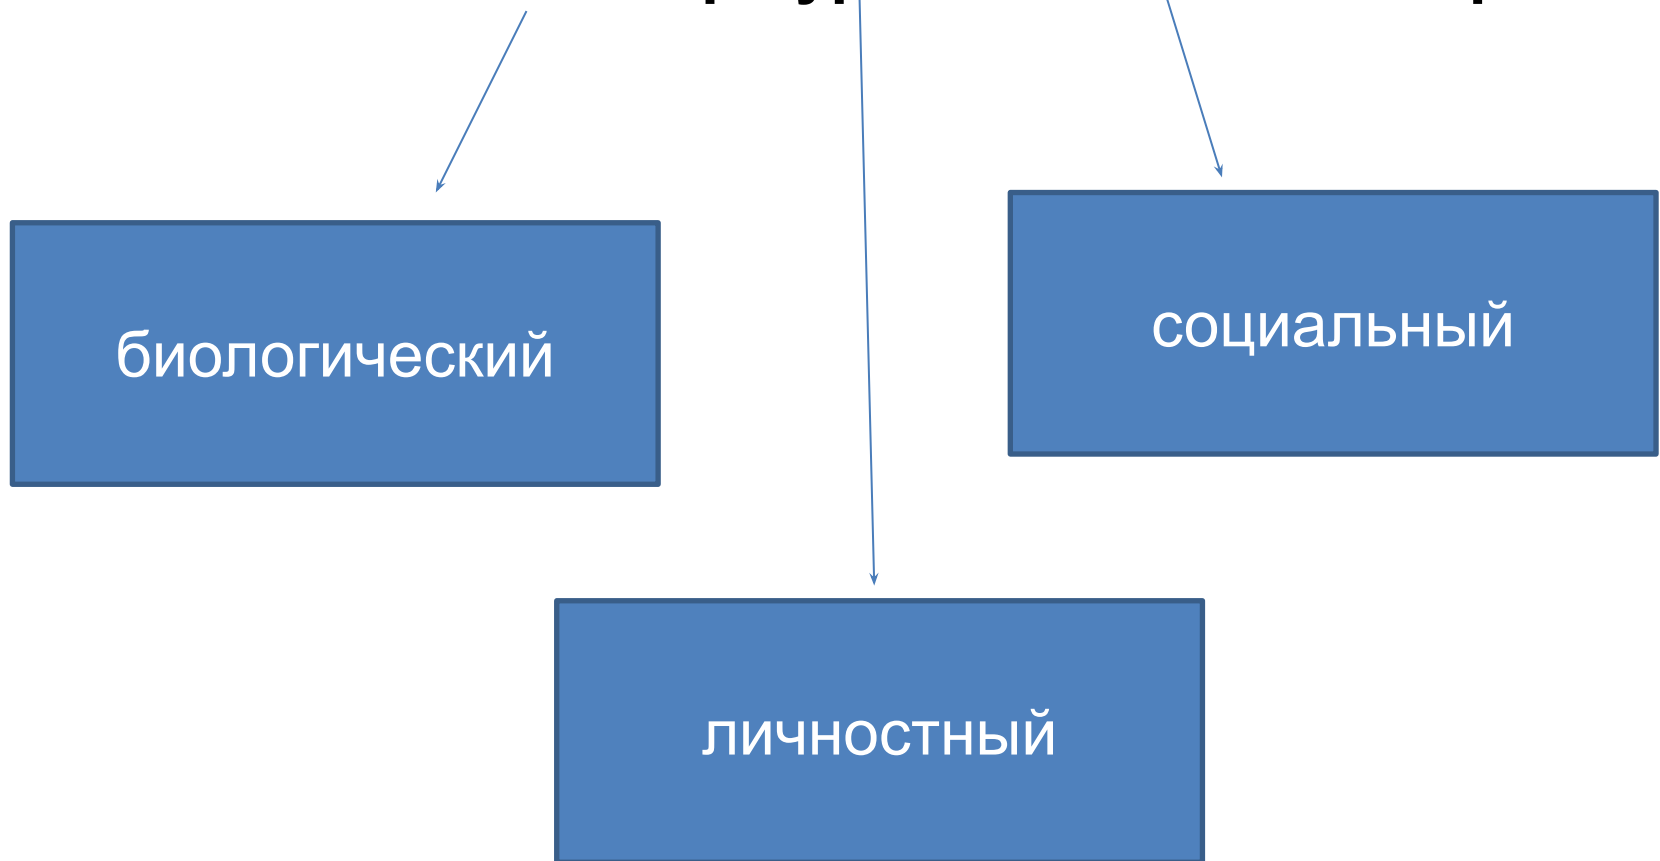 биологический
социальный
личностный